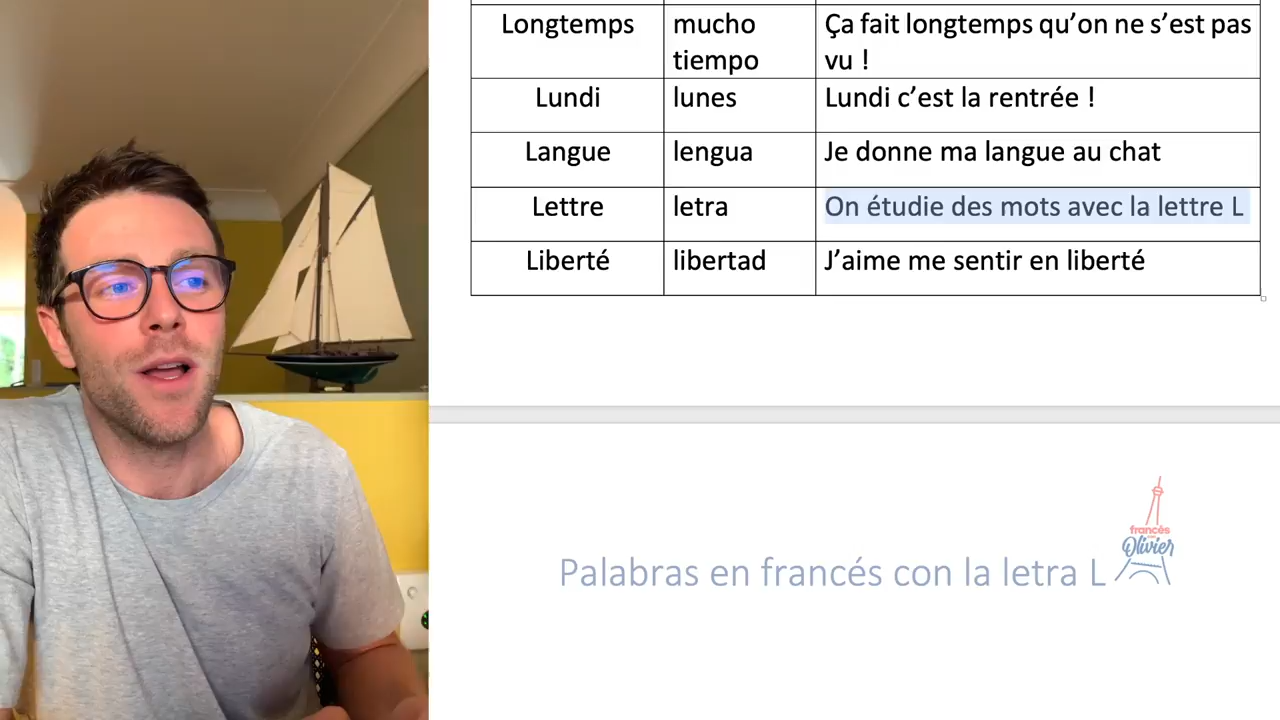 Longtemps mucho tiempo Ça fait longtemps qu’on ne s’est pas vu !
Lundi lunes Lundi c’est la rentrée !
Langue lengua Je donne ma langue au chat
Lettre letra On étudie des mots avec la lettre L
Liberté libertad J’aime me sentir en liberté
francés
Olivier
Palabras en francés con la letra L